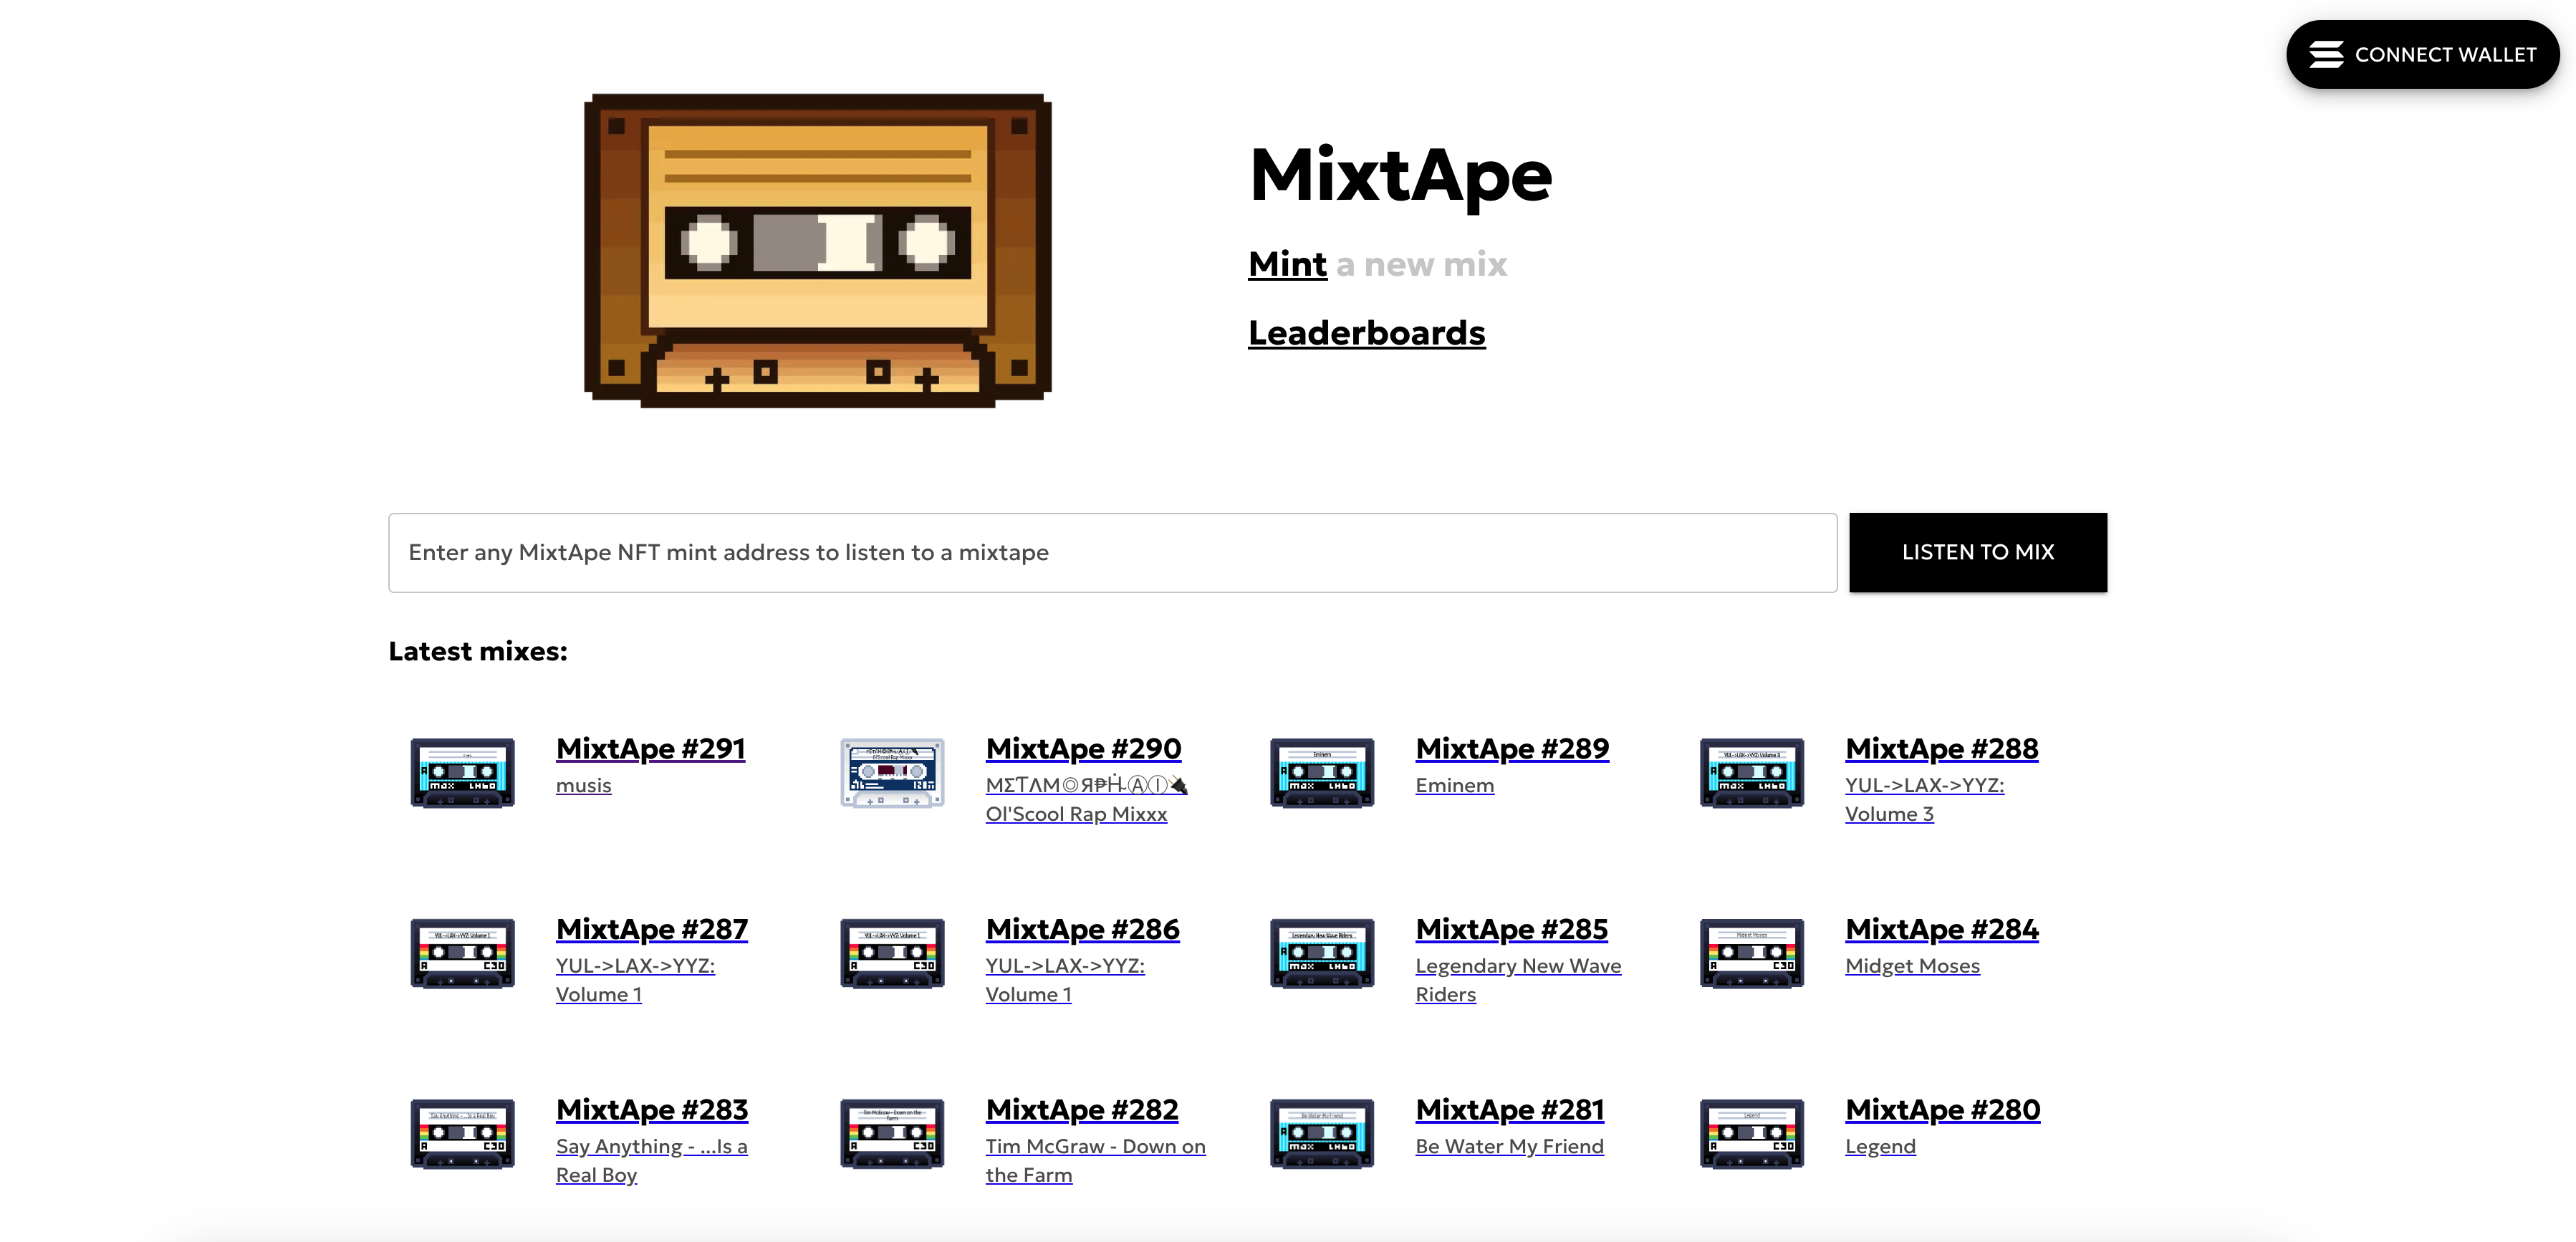 CONNECT WALLET
MixtApe
Mint a new mix
Leaderboards
Enter any MixtApe NFT mint address to listen to a mixtape
LISTEN TO MIX
Latest mixes:
MixtApe #291
musis
MixtApe #290
Ol'Scool Rap Mixxx
MixtApe #289
Eminem
MixtApe #288
YUL->LAX->YYZ:
Volume 3
MixtApe #287
YUL->LAX->YYZ:
Volume 1
MixtApe #286
YUL->LAX->YYZ:
Volume 1
MixtApe #285
Legendary New Wave
Riders
MixtApe #284
Midget Moses
MixtApe #283
Say Anything - ...Is a
Real Boy
MixtApe #282
Tim McGraw - Down on
the Farm
MixtApe #281
Be Water My Friend
MixtApe #280
Legend